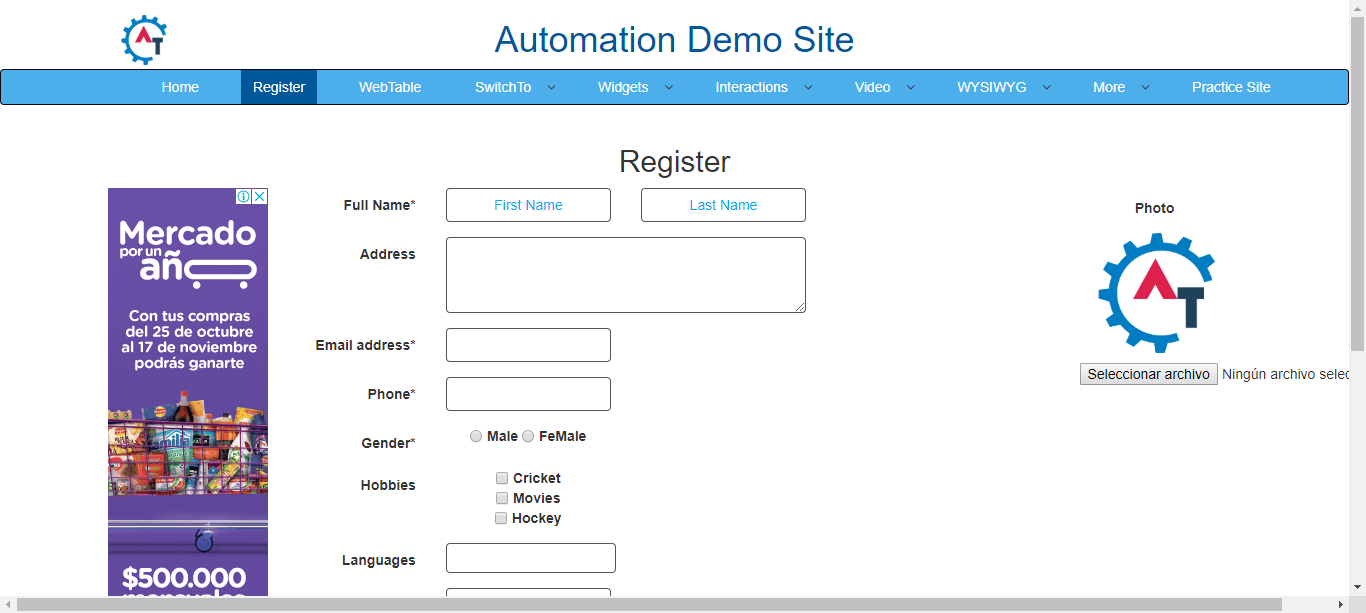 AT
Automation Demo Site
Home Register WebTable SwitchTo Widgets Interactions Video WYSIWYG More Practice Site
Register
Mercado
por un
año
Con tus compras
del 25 de octubre
al 17 de noviembre
podrás ganarte
$500.000
mensuales
Full Name* First Name Last Name
Address
Email address*
Phone*
Gender* Male FeMale
Hobbies
Cricket
Movies
Hockey
Languages
Photo
AT
Seleccionar archivo Ningún archivo selec